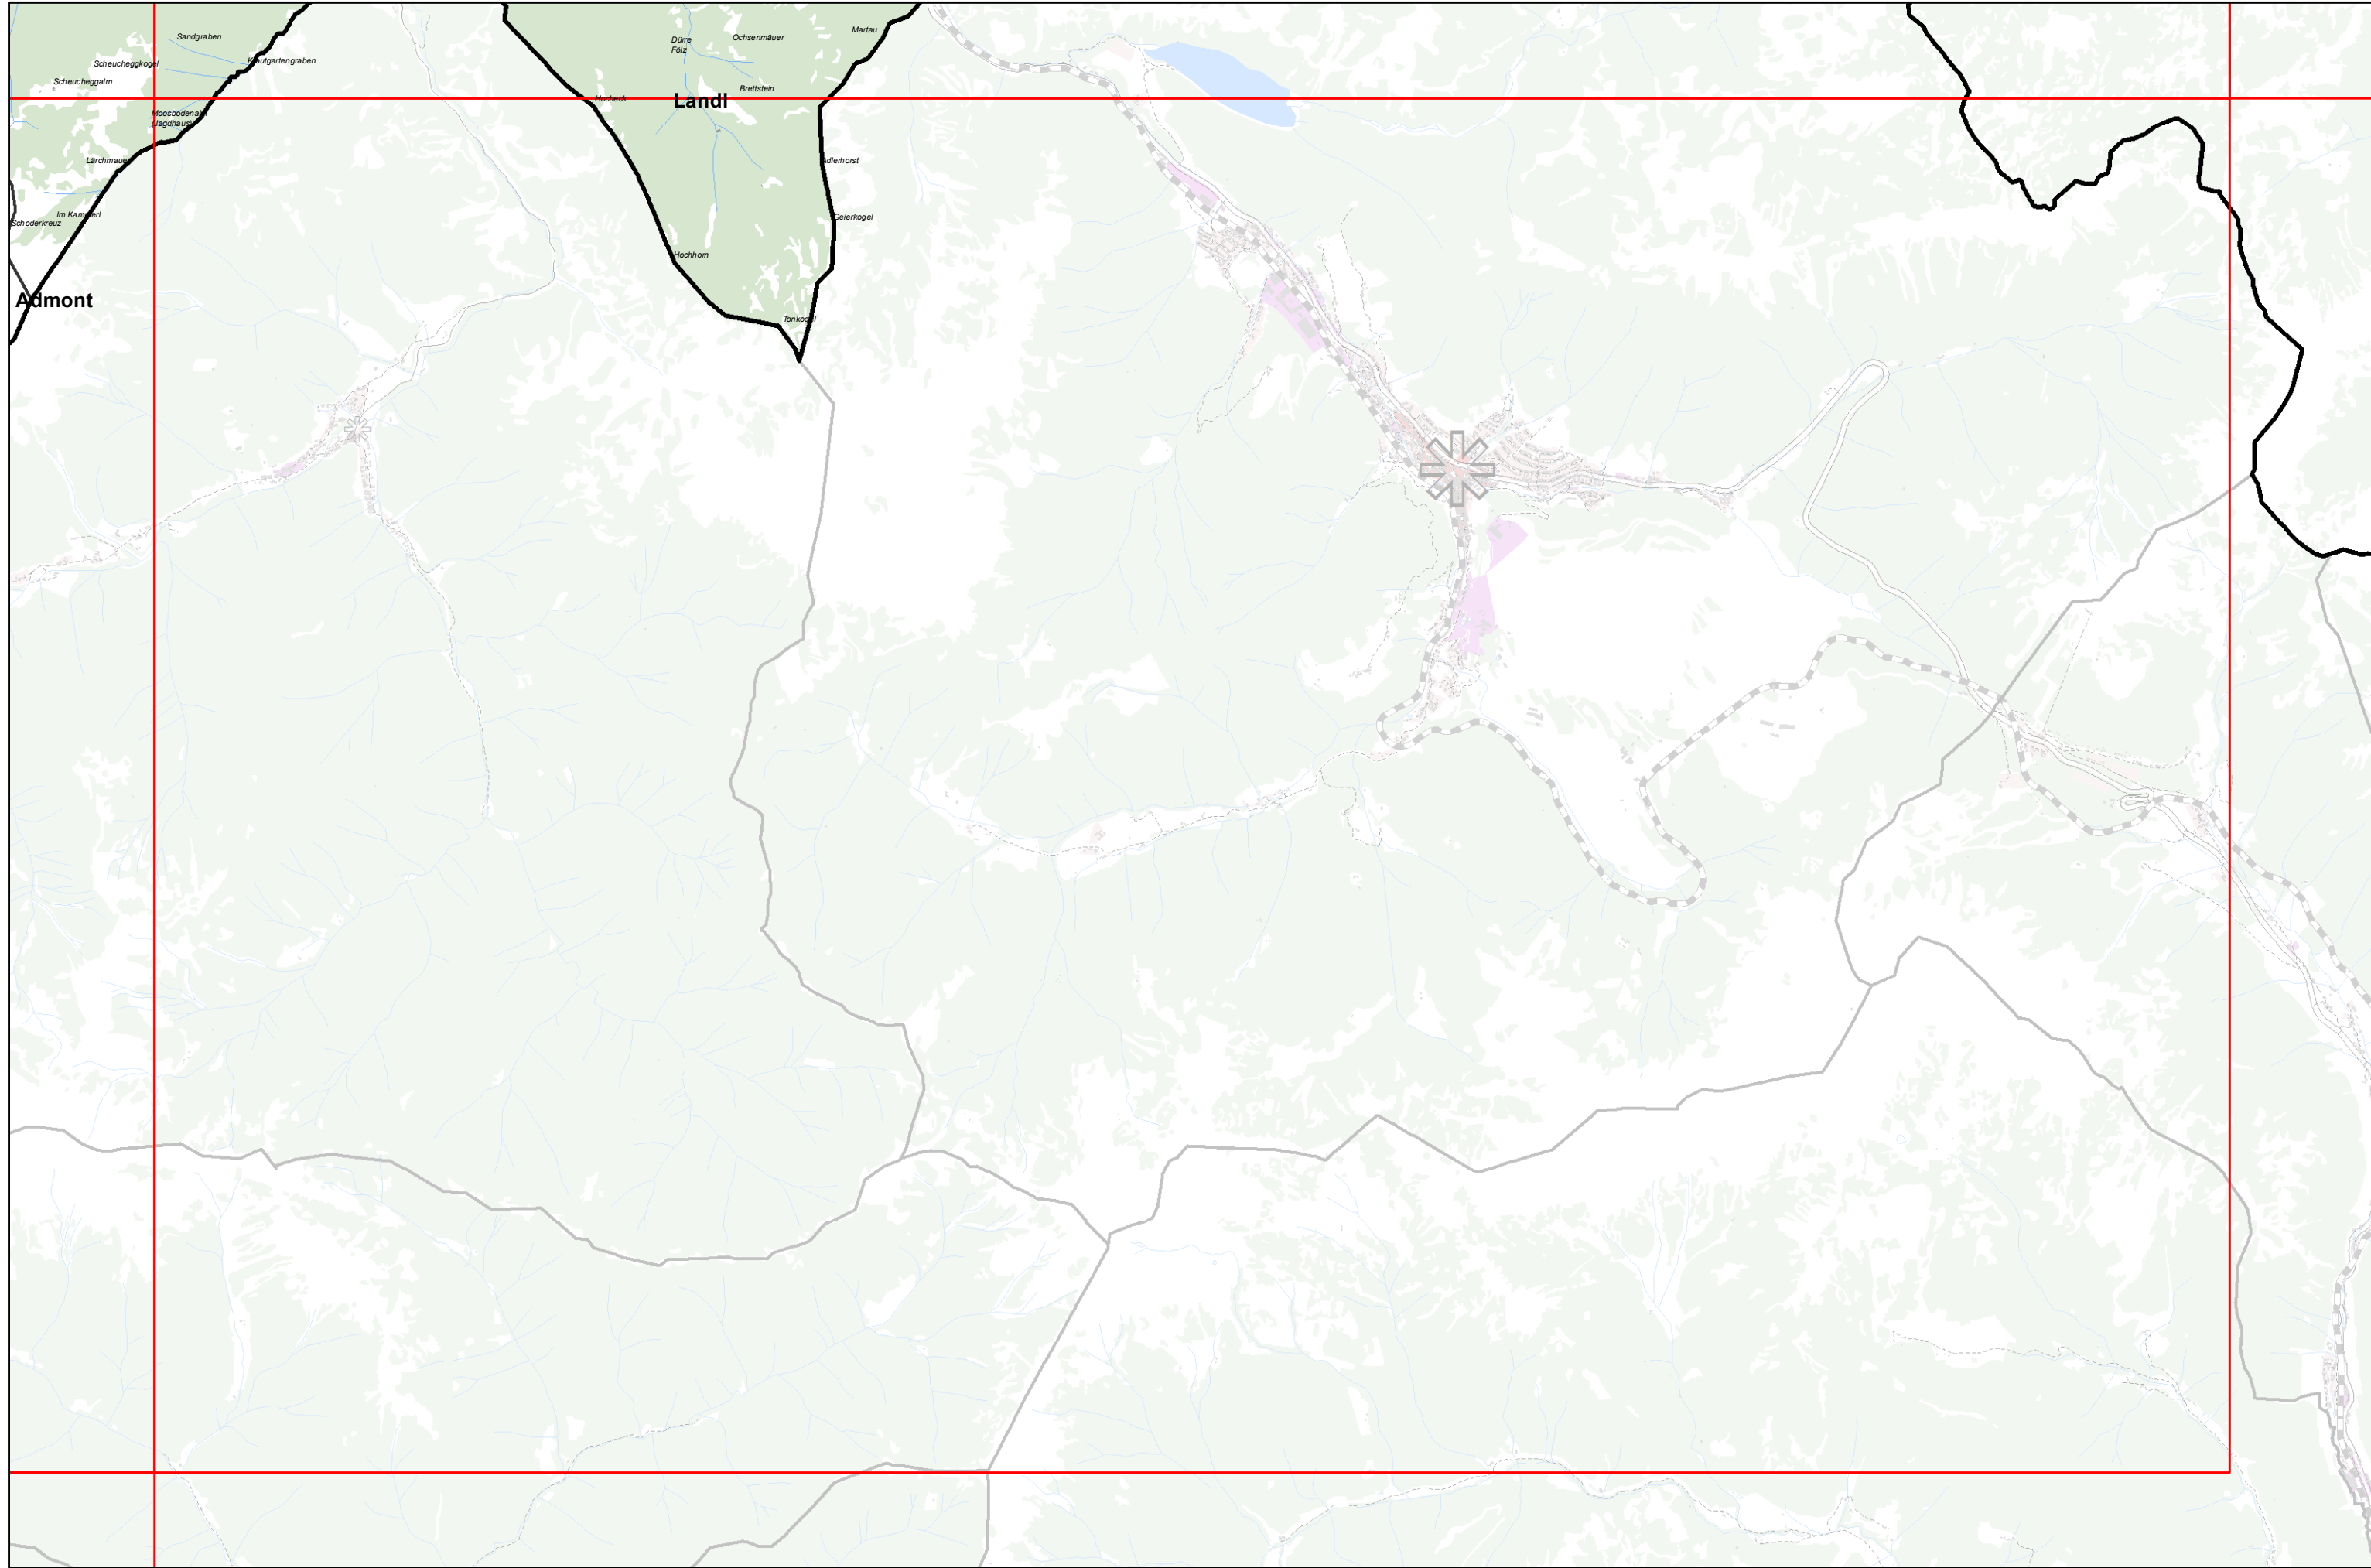 Sandgraben
Scheucheggkogel
Krautgartengraben
Scheucheggalm
Moosbodenalm
(Jagdhaus)
Lärchmauer
Im Kammerl
Schoderkreuz
Admont
Dürre
Fölz
Ochsenmäuer
Martau
Brettstein
Hocheck
Landl
Adlerhorst
Geierkogel
Hochhorn
Tonkogel